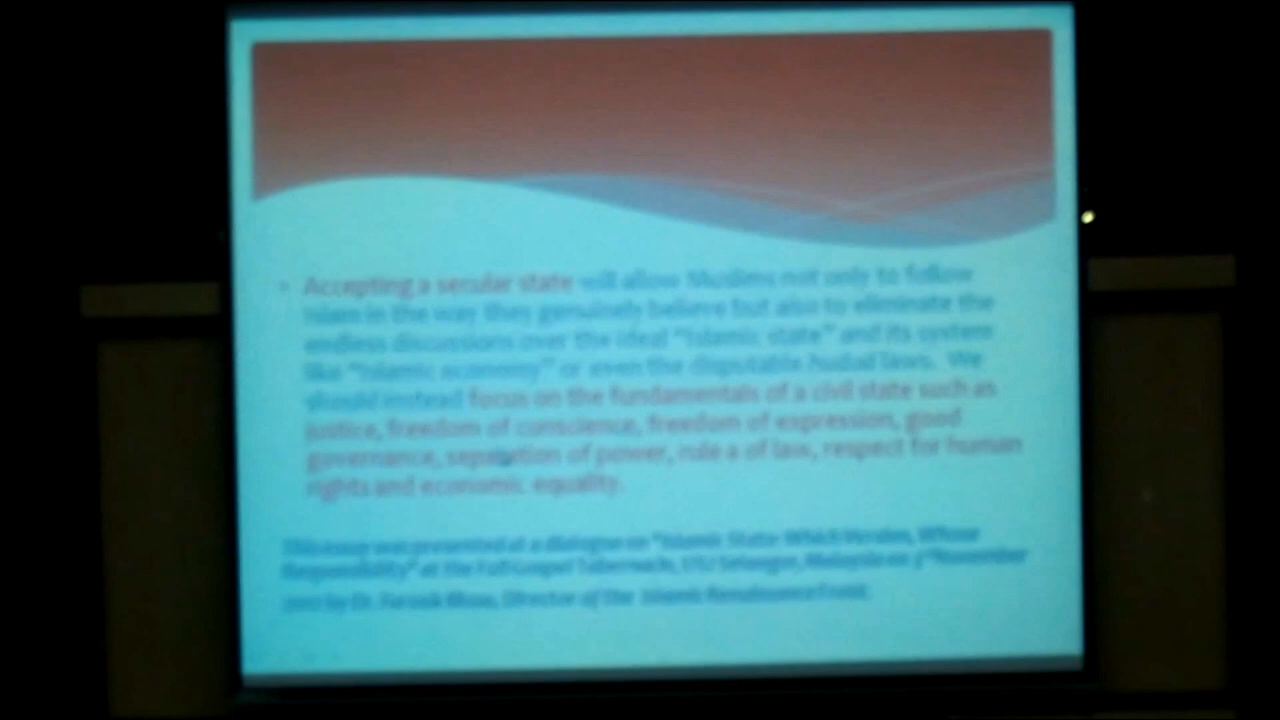 Accepting a secular state will allow Muslims not only to follow
Islam in the way they genuinely believe but also to eliminate the
endless discussions over the ideal "Islamic state" and its system
like "Islamic economy" or even the disputable hudud laws. We
should instead focus on the fundamentals of a civil state such as
justice, freedom of conscience, freedom of expression, good
governance, separation of power, rule a of law, respect for human
rights and economic equality.
This essay was presented at a dialogue on "Islamic State: Which Version, Whose
Responsibility" at the Full Gospel Tabernacle, Selangor, Malaysia on November
by Dr. Farouk Musa, Director of the Islamic Renaissance Front.